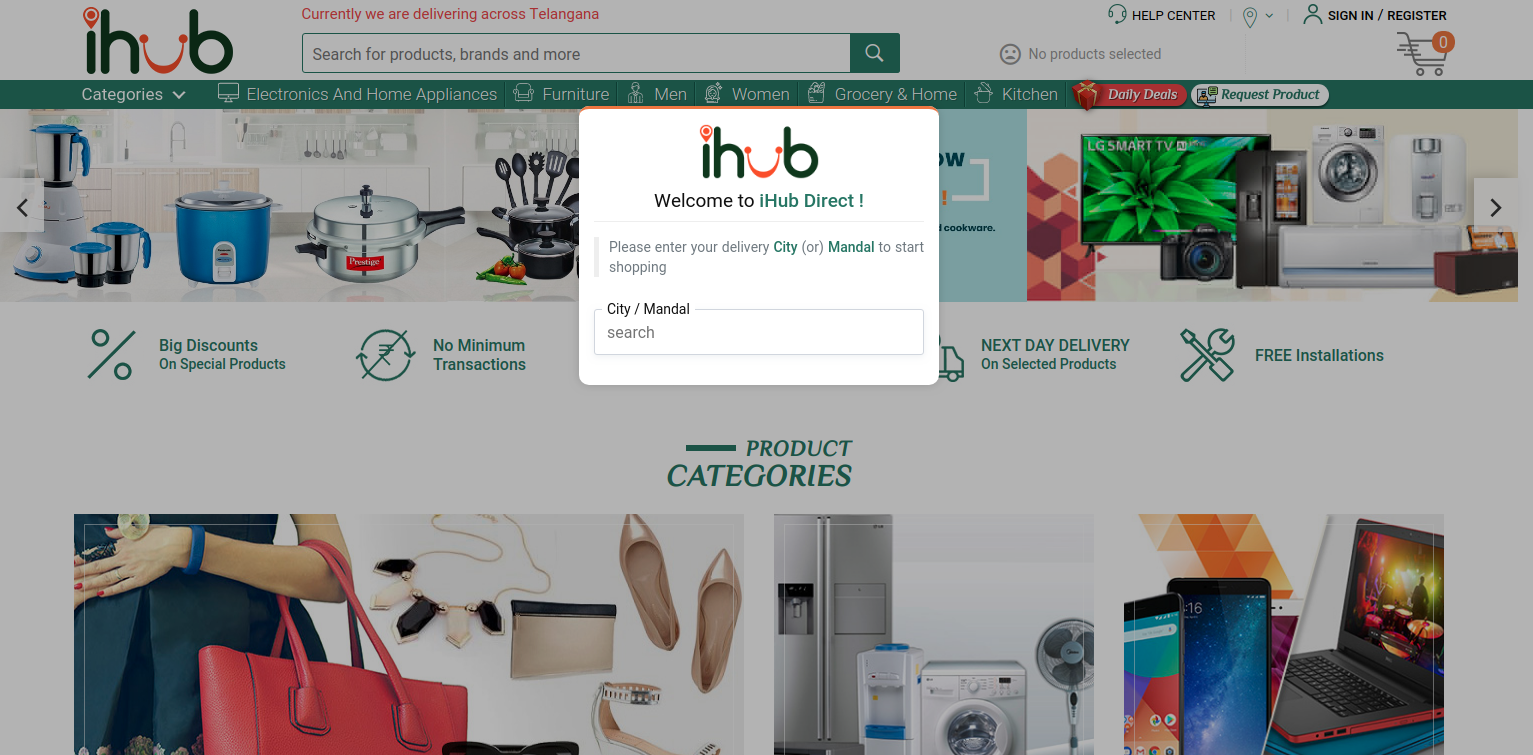 ihub
Currently we are delivering across Telangana
HELP CENTER
SIGN IN / REGISTER
Search for products, brands and more
No products selected
0
Categories
Electronics And Home Appliances
Furniture
Men
Women
Grocery & Home
Kitchen
Daily Deals
Request Product
ihub
Welcome to iHub Direct !
Please enter your delivery City (or) Mandal to start
shopping
City / Mandal
search
OW
!
d cookware.
LG SMART TV AI
Prestige
Big Discounts
On Special Products
No Minimum
Transactions
NEXT DAY DELIVERY
On Selected Products
FREE Installations
PRODUCT
CATEGORIES
:16